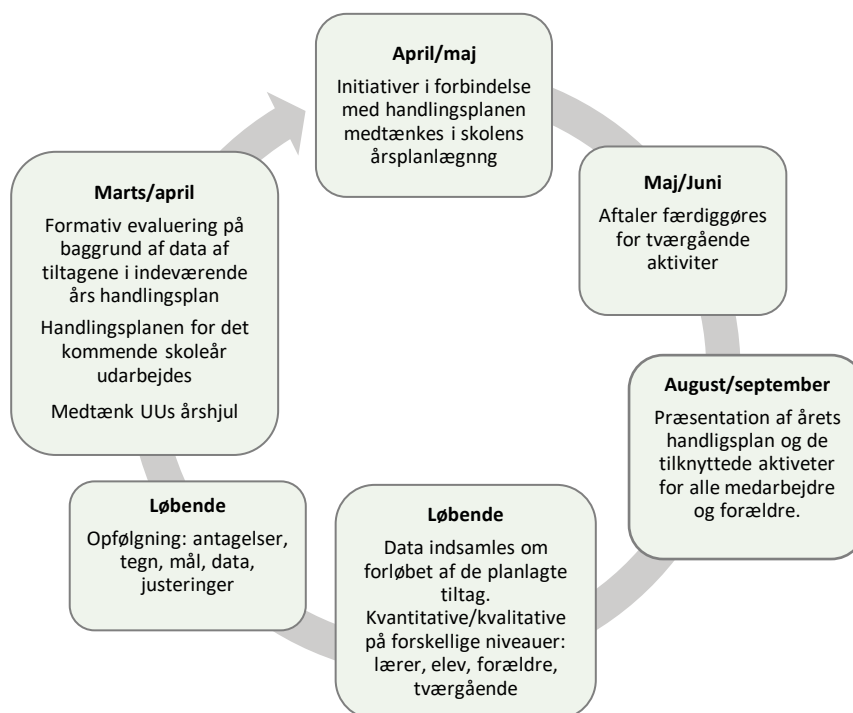 April/maj
Initiativer i forbindelse
med handlingsplanen
medtænkes i skolens
årsplanlægnng
Maj/Juni
Aftaler færdiggøres
for tværgående
aktiviter
August/september
Præsentation af årets
handligsplan og de
tilknyttede aktiveter
for alle medarbejdre
og forældre.
Løbende
Data indsamles om
forløbet af de planlagte
tiltag.
Kvantitative/kvalitative
på forskellige niveauer:
lærer, elev, forældre,
tværgående
Løbende
Opfølgning: antagelser,
tegn, mål, data,
justeringer
Marts/april
Formativ evaluering på
baggrund af data af
tiltagene i indeværende
års handlingsplan
Handlingsplanen for det
kommende skoleår
udarbejdes
Medtænk UUs årshjul